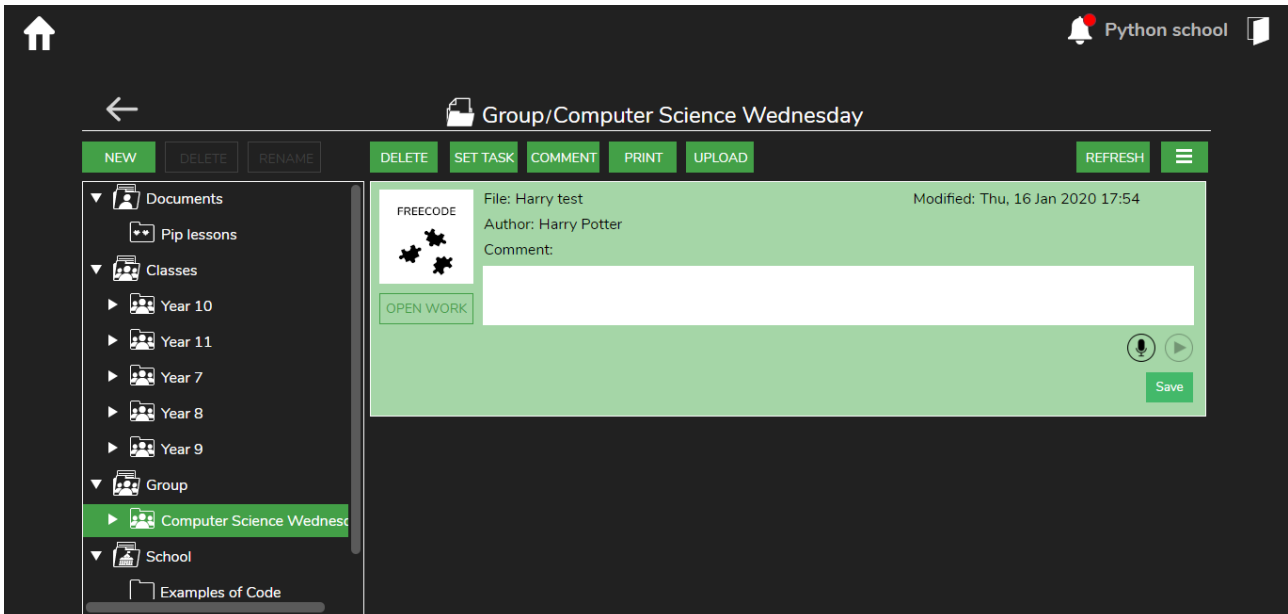 Python school
Group/Computer Science Wednesday
NEW DELETE RENAME DELETE SET TASK COMMENT PRINT UPLOAD REFRESH
Documents
Pip lessons
Classes
Year 10
Year 11
Year 7
Year 8
Year 9
Group
Computer Science Wednesd
School
Examples of Code
FREECODE
OPEN WORK
File: Harry test
Modified: Thu, 16 Jan 2020 17:54
Author: Harry Potter
Comment:
Save